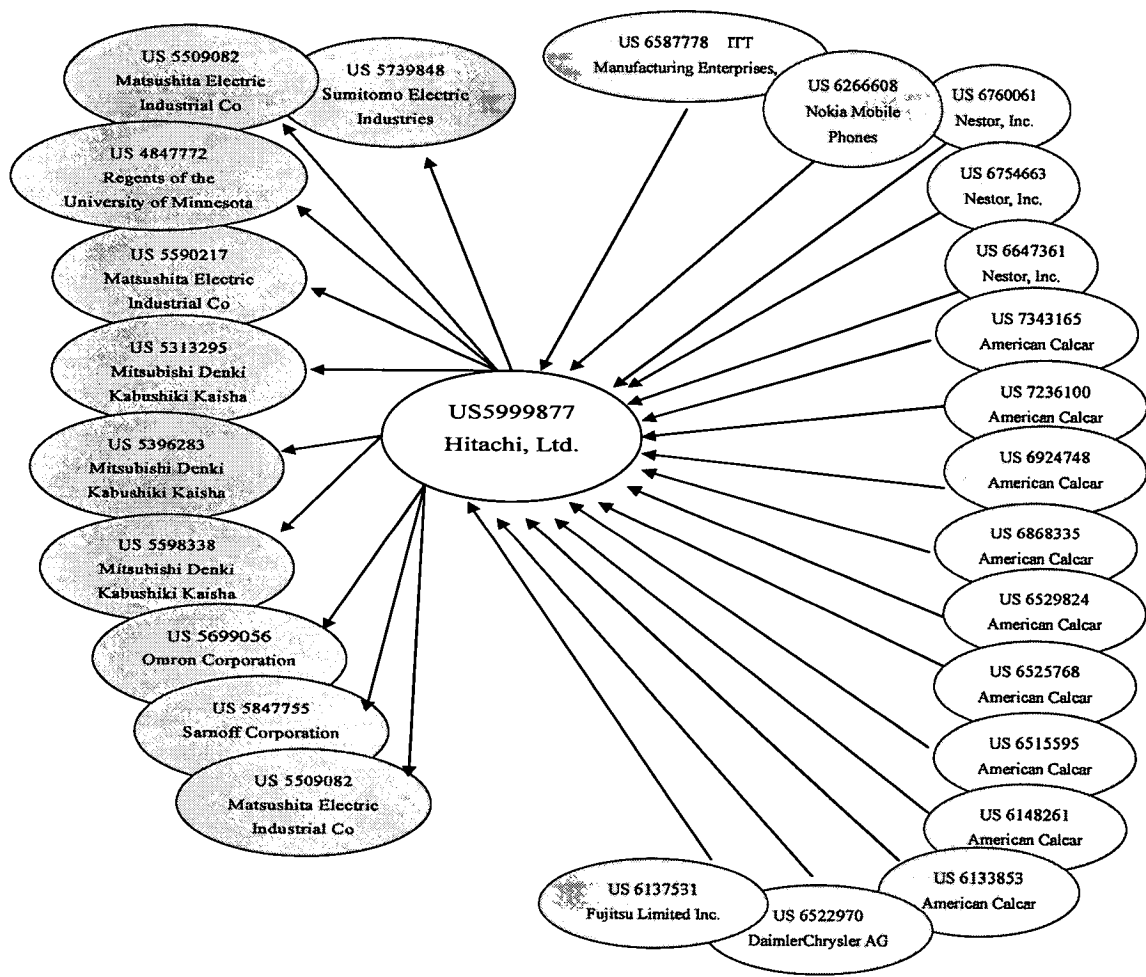 US 5509082
Matsushita Electric
Industrial Co
US 5739848
Sumitomo Electric
Industries
US 4847772
Regents of the
University of Minnesota
US 5590217
Matsushita Electric
Industrial Co
US 5313295
Mitsubishi Denki
Kabushiki Kaisha
US 5396283
Mitsubishi Denki
Kabushiki Kaisha
US 5598338
Mitsubishi Denki
Kabushiki Kaisha
US 5699056
Omron Corporation
US 5847755
Sarnoff Corporation
US 5509082
Matsushita Electric
Industrial Co
US5999877
Hitachi, Ltd.
US 6587778 ITT
Manufacturing Enterprises,
US 6266608
Nokia Mobile
Phones
US 6760061
Nestor, Inc.
US 6754663
Nestor, Inc.
US 6647361
Nestor, Inc.
US 7343165
American Calcar
US 7236100
American Calcar
US 6924748
American Calcar
US 6868335
American Calcar
US 6529824
American Calcar
US 6525768
American Calcar
US 6515595
American Calcar
US 6148261
American Calcar
US 6133853
American Calcar
US 6522970
DaimlerChrysler AG
US 6137531
Fujitsu Limited Inc.